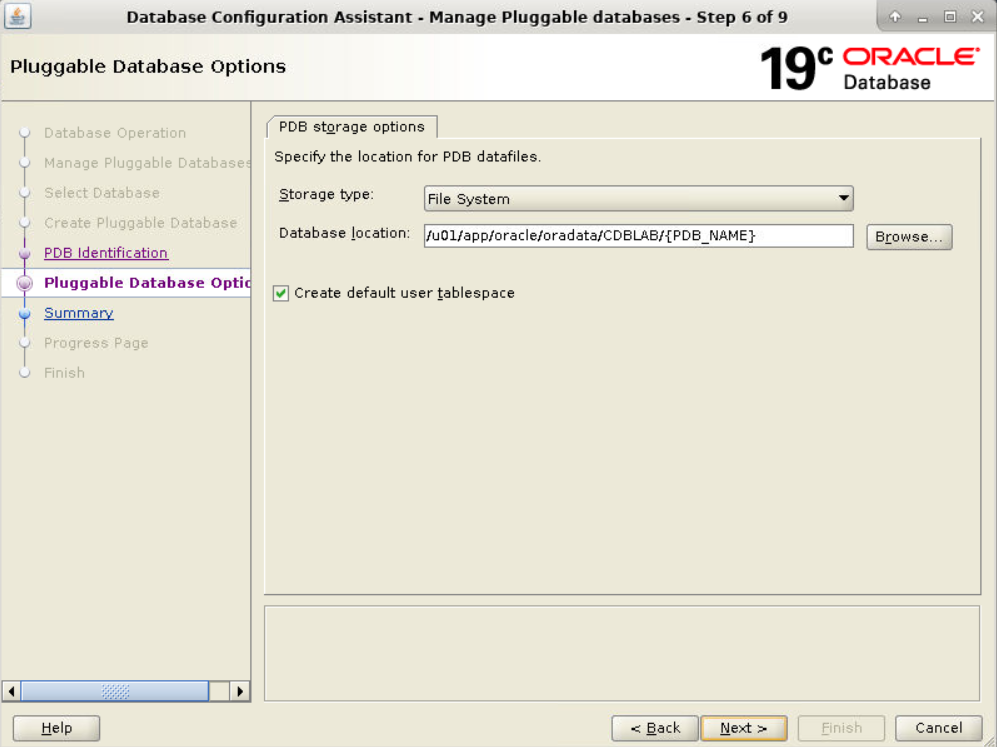 Database Configuration Assistant - Manage Pluggable databases - Step 6 of 9
Pluggable Database Options
19c ORACLE
Database
Database Operation
Manage Pluggable Databases
Select Database
Create Pluggable Database
PDB Identification
Pluggable Database Optio
Summary
Progress Page
Finish
PDB storage options
Specify the location for PDB datafiles.
Storage type: File System
Database location: /u01/app/oracle/oradata/CDBLAB/{PDB_NAME} Browse...
Create default user tablespace
Help < Back Next > Finish Cancel